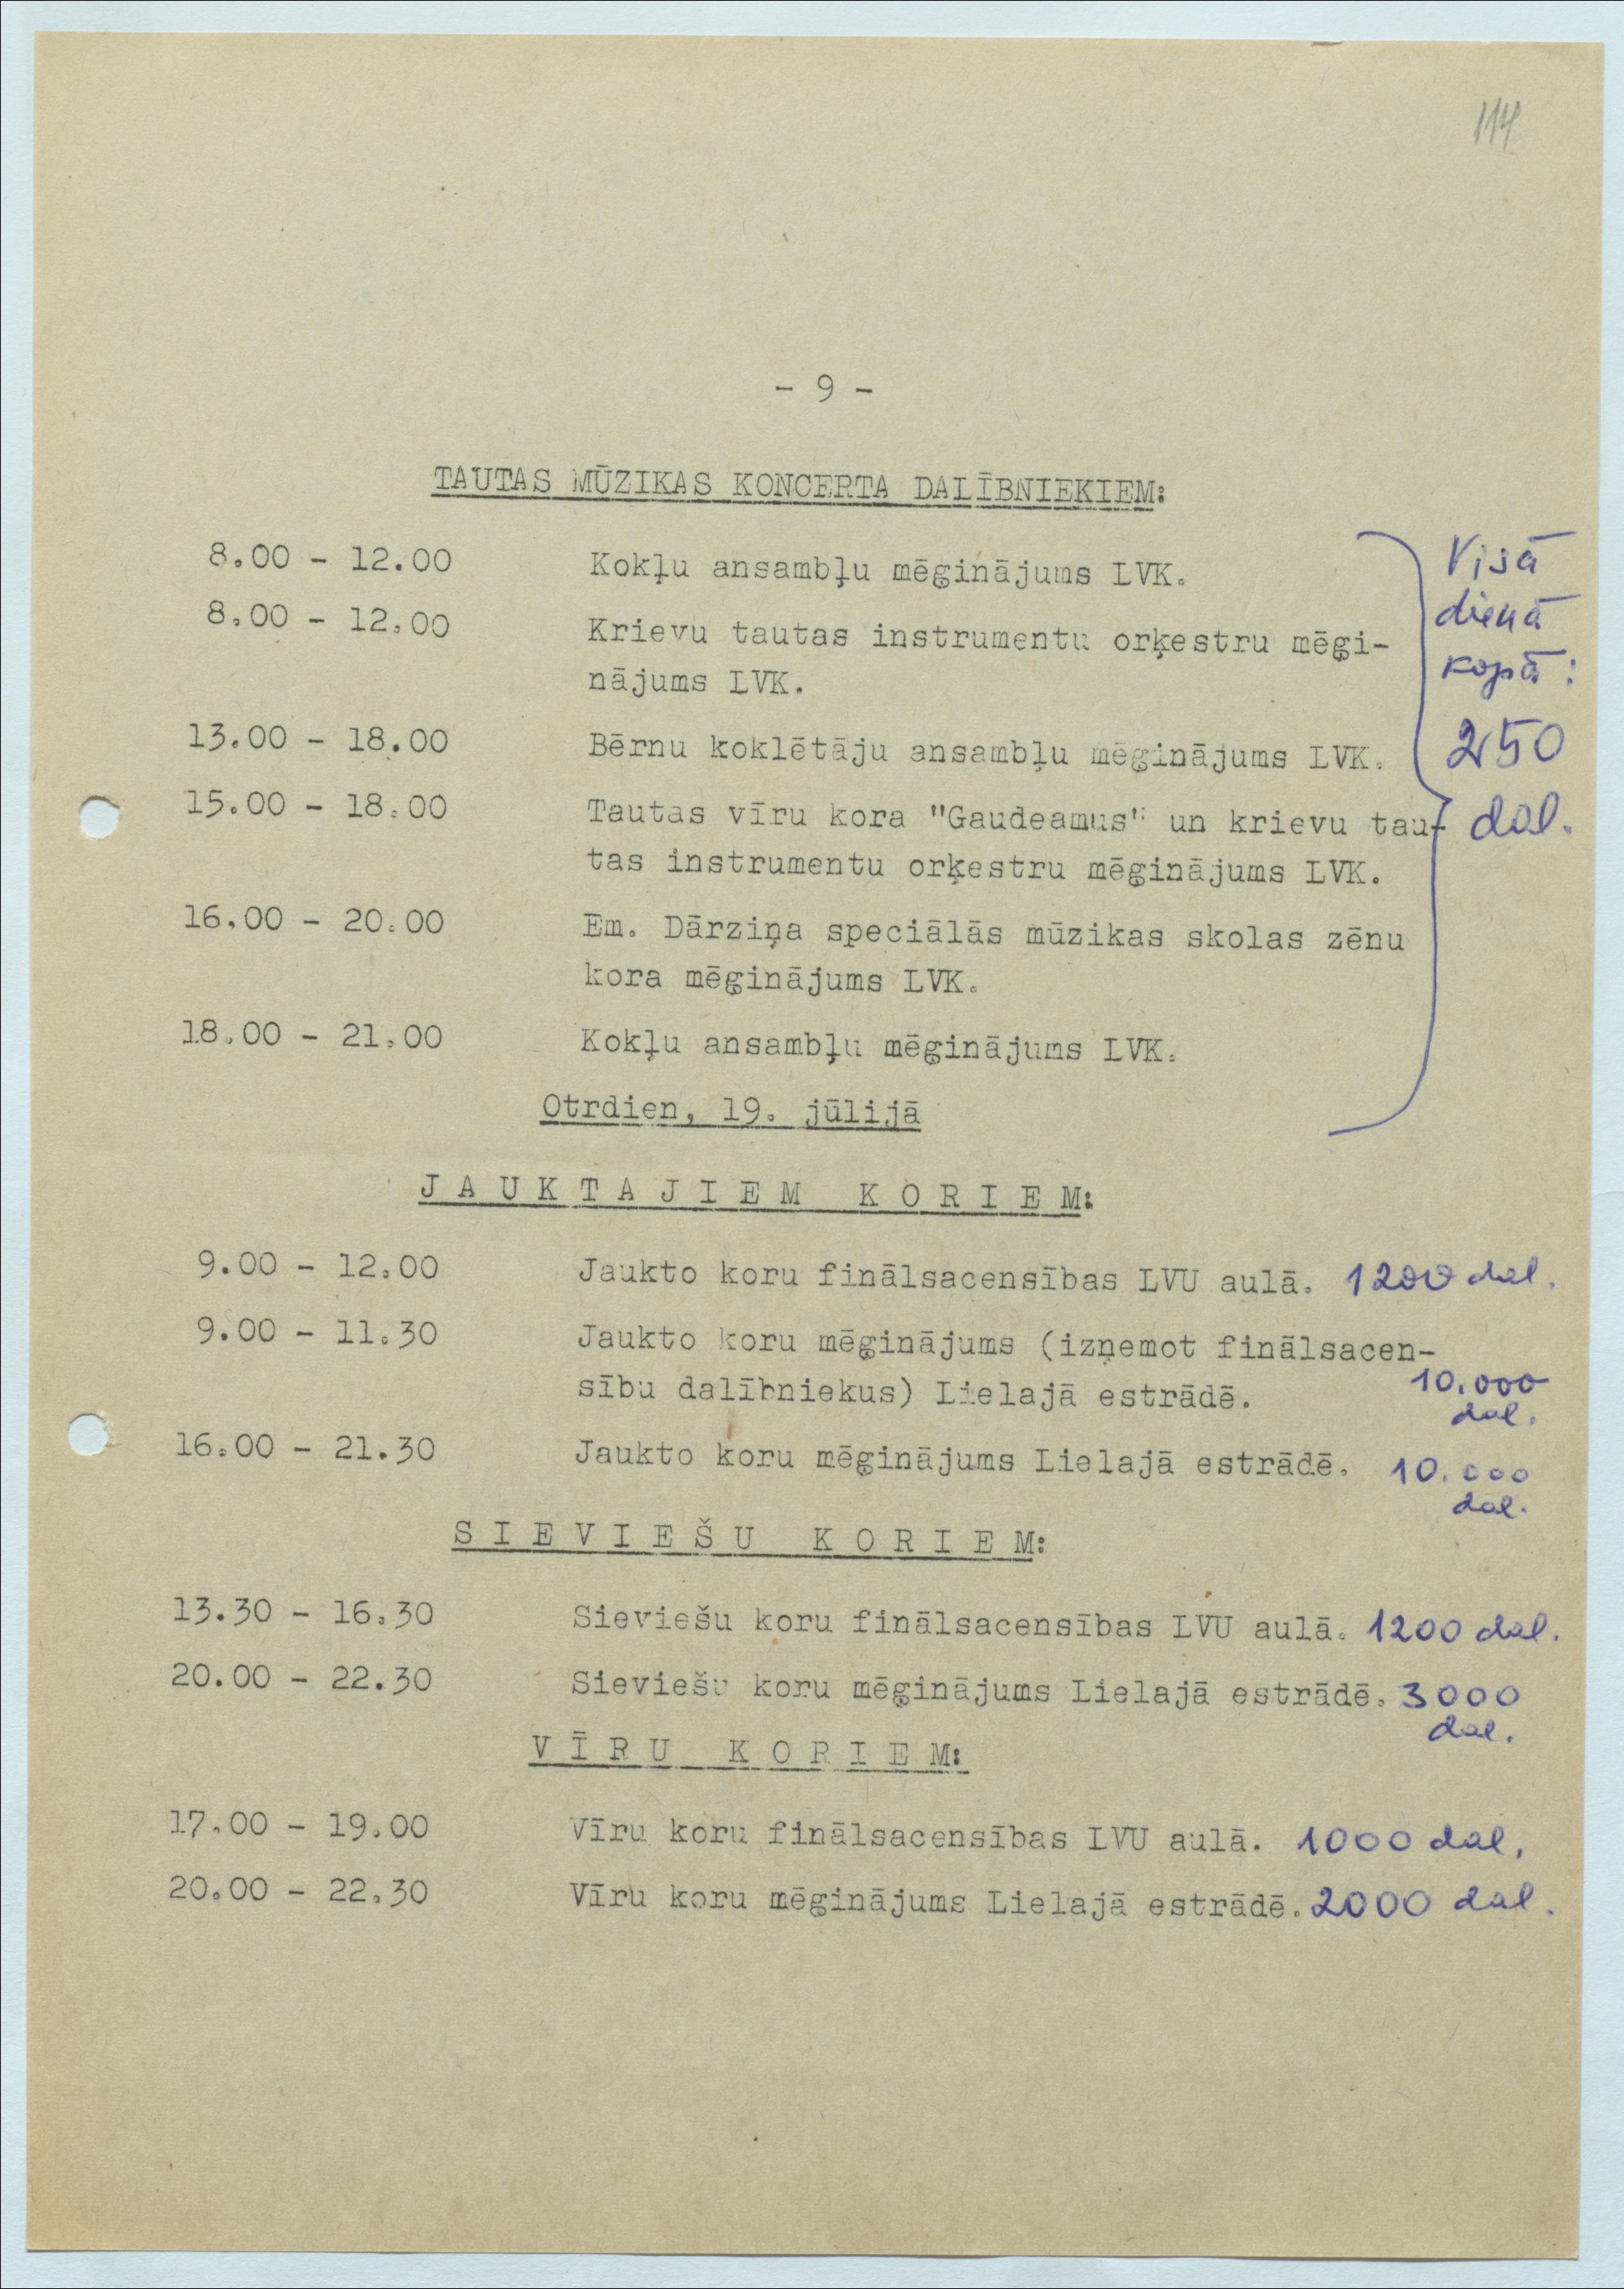 114
- 9 -
TAUTAS MŪZIKAS KONCERTA DALĪBNIEKIEM:
8.00 - 12.00 Kokļu ansambļu mēģinājums LVK.
8.00 - 12.00 Krievu tautas instrumentu orķestru mēģi-
nājums LVK.
13.00 - 18.00 Bērnu koklētāju ansambļu mēģinājums LVK.
15.00 - 18.00 Tautas vīru kora "Gaudeamus" un krievu tau-
tas instrumentu orķestru mēģinājums LVK.
16.00 - 20.00 Em. Dārziņa speciālās mūzikas skolas zēnu
kora mēģinājums LVK.
18.00 - 21.00 Kokļu ansambļu mēģinājums LVK.
Visā
dienā
kopā:
250
dal.
Otrdien, 19. jūlijā
JAUKTAJIEM KORIEM:
9.00 - 12.00 Jaukto koru finālsacensības LVU aulā. 1200 dal.
9.00 - 11.30 Jaukto koru mēģinājums (izņemot finālsacen-
sību dalībniekus) Lielajā estrādē. 10.000
dal.
16.00 - 21.30 Jaukto koru mēģinājums Lielajā estrādē. 10.000
dal.
SIEVIEŠU KORIEM:
13.30 - 16.30 Sieviešu koru finālsacensības LVU aulā. 1200 dal.
20.00 - 22.30 Sieviešu koru mēģinājums Lielajā estrādē. 3000
dal.
VĪRU KORIEM:
17.00 - 19.00 Vīru koru finālsacensības LVU aulā. 1000 dal.
20.00 - 22.30 Vīru koru mēģinājums Lielajā estrādē. 2000 dal.